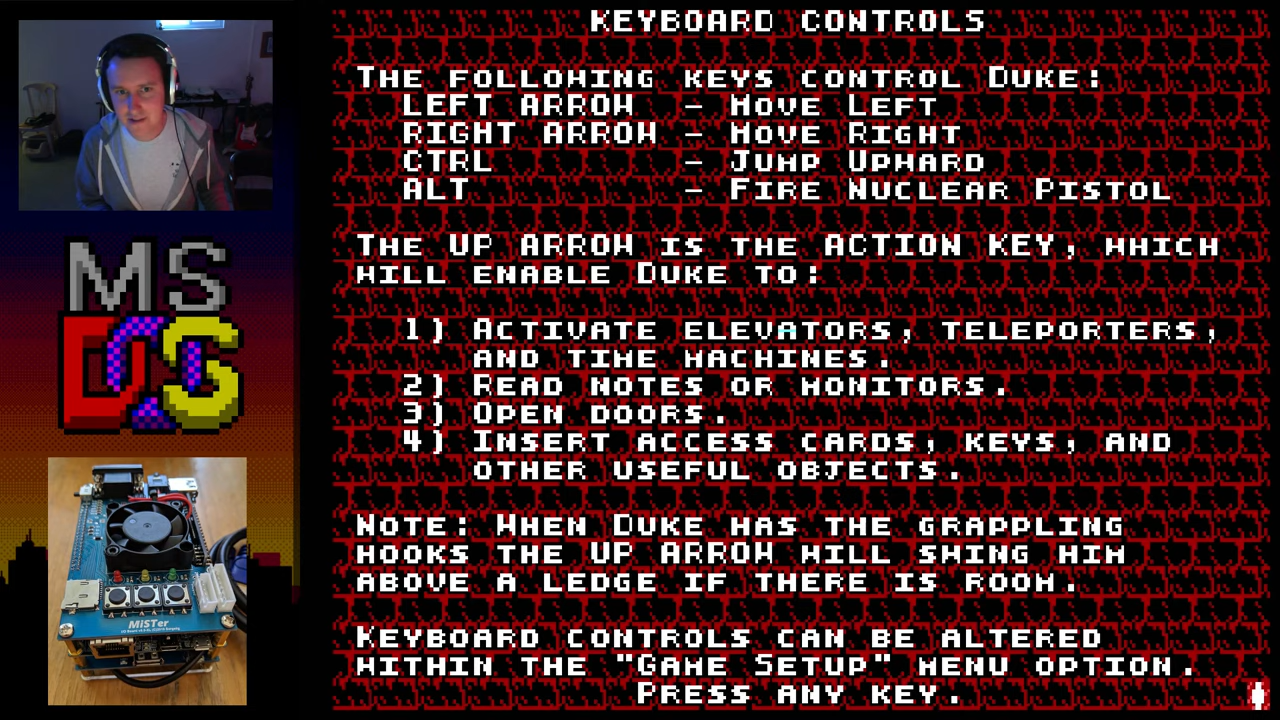 KEYBOARD CONTROLS
THE FOLLOWING KEYS CONTROL DUKE:
LEFT ARROW - MOVE LEFT
RIGHT ARROW - MOVE RIGHT
CTRL - JUMP UPWARD
ALT - FIRE NUCLEAR PISTOL
THE UP ARROW IS THE ACTION KEY, WHICH
WILL ENABLE DUKE TO:
1) ACTIVATE ELEVATORS, TELEPORTERS,
AND TIME MACHINES.
2) READ NOTES OR MONITORS.
3) OPEN DOORS.
4) INSERT ACCESS CARDS, KEYS, AND
OTHER USEFUL OBJECTS.
NOTE: WHEN DUKE HAS THE GRAPPLING
HOOKS THE UP ARROW WILL SWING HIM
ABOVE A LEDGE IF THERE IS ROOM.
KEYBOARD CONTROLS CAN BE ALTERED
WITHIN THE "GAME SETUP" MENU OPTION.
PRESS ANY KEY.
MS
DOS
MiSTer